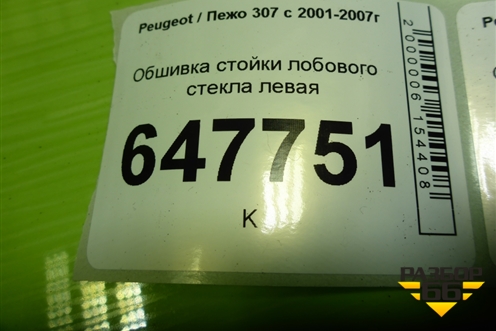 Peugeot / Пежо 307 с 2001-2007г
Обшивка стойки лобового
стекла левая
647751
К
2000006154408
РАЗБОР
66